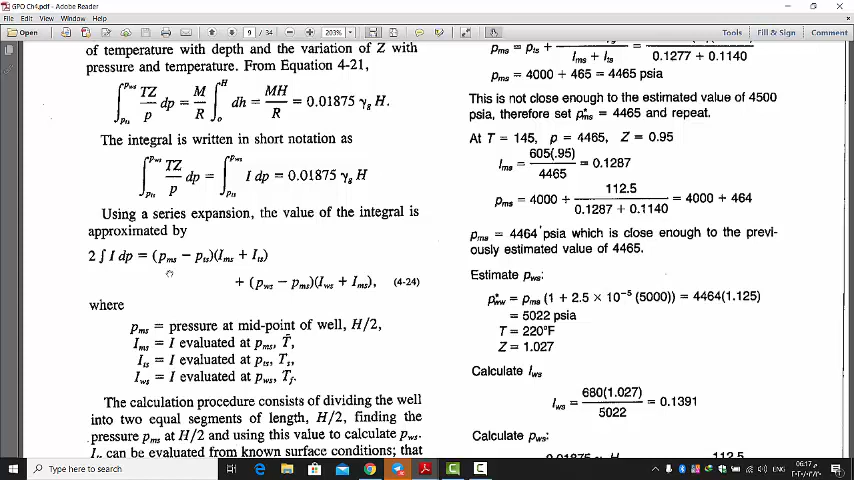 GPO Ch4.pdf - Adobe Reader
File Edit View Window Help
Open
9 / 34
203%
Tools Fill & Sign Comment
of temperature with depth and the variation of Z with
pressure and temperature. From Equation 4-21,
∫_{pts}^{pws} TZ/p dp = M/R ∫_o^H dh = MH/R = 0.01875 γg H.
The integral is written in short notation as
∫_{pts}^{pws} TZ/p dp = ∫_{pts}^{pws} I dp = 0.01875 γg H
Using a series expansion, the value of the integral is
approximated by
2 ∫ I dp = (pms − pts)(Ims + Its)
+ (pws − pms)(Iws + Ims), (4-24)
where
pms = pressure at mid-point of well, H/2,
Ims = I evaluated at pms, T̄,
Its = I evaluated at pts, Ts,
Iws = I evaluated at pws, Tf.
The calculation procedure consists of dividing the well
into two equal segments of length, H/2, finding the
pressure pms at H/2 and using this value to calculate pws.
Its can be evaluated from known surface conditions; that
pms = pts + / Ims + Its = / 0.1277 + 0.1140
pms = 4000 + 465 = 4465 psia
This is not close enough to the estimated value of 4500
psia, therefore set p*ms = 4465 and repeat.
At T = 145, p = 4465, Z = 0.95
Ims = 605(.95)/4465 = 0.1287
pms = 4000 + 112.5/(0.1287 + 0.1140) = 4000 + 464
pms = 4464 psia which is close enough to the previ-
ously estimated value of 4465.
Estimate pws:
p*ww = pms (1 + 2.5 × 10⁻⁵ (5000)) = 4464(1.125)
= 5022 psia
T = 220°F
Z = 1.027
Calculate Iws
Iws = 680(1.027)/5022 = 0.1391
Calculate pws:
112.5
Type here to search
ENG
06:17 م